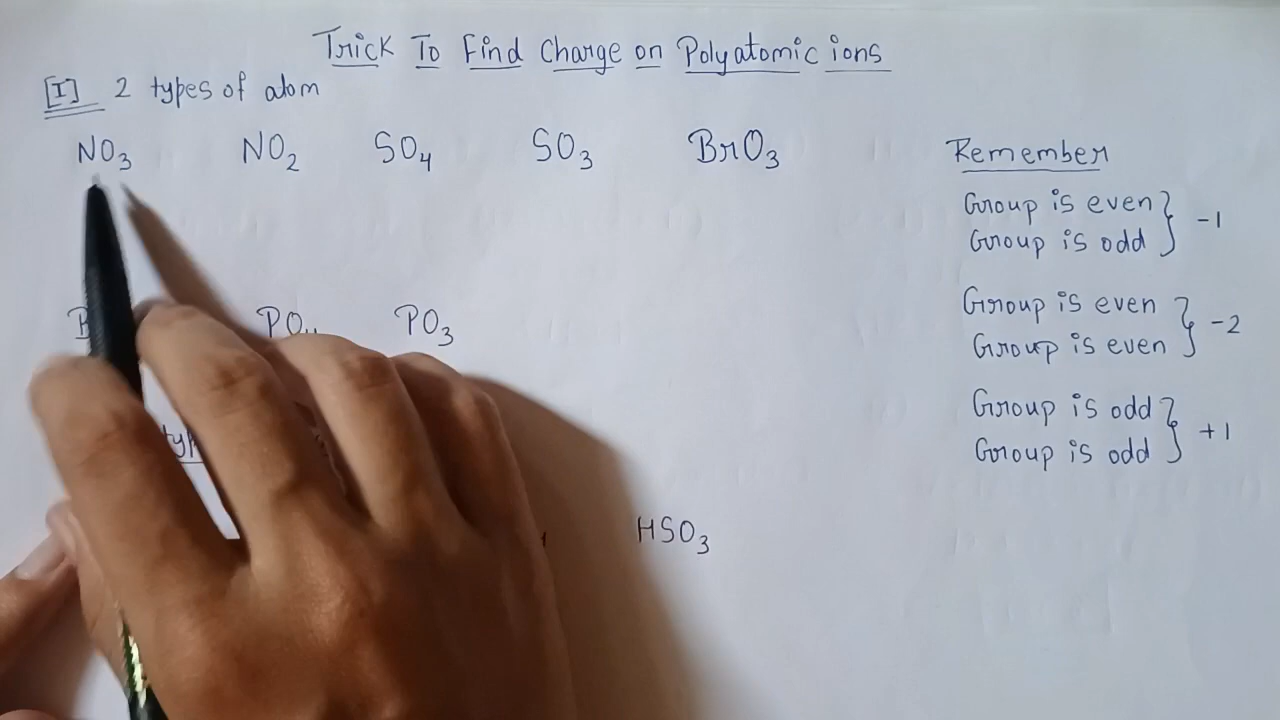 Trick To Find Charge on Polyatomic ions
[I] 2 types of atom
NO3 NO2 SO4 SO3 BrO3
PO3
HSO3
Remember
Group is even
Group is odd } -1
Group is even
Group is even } -2
Group is odd
Group is odd } +1